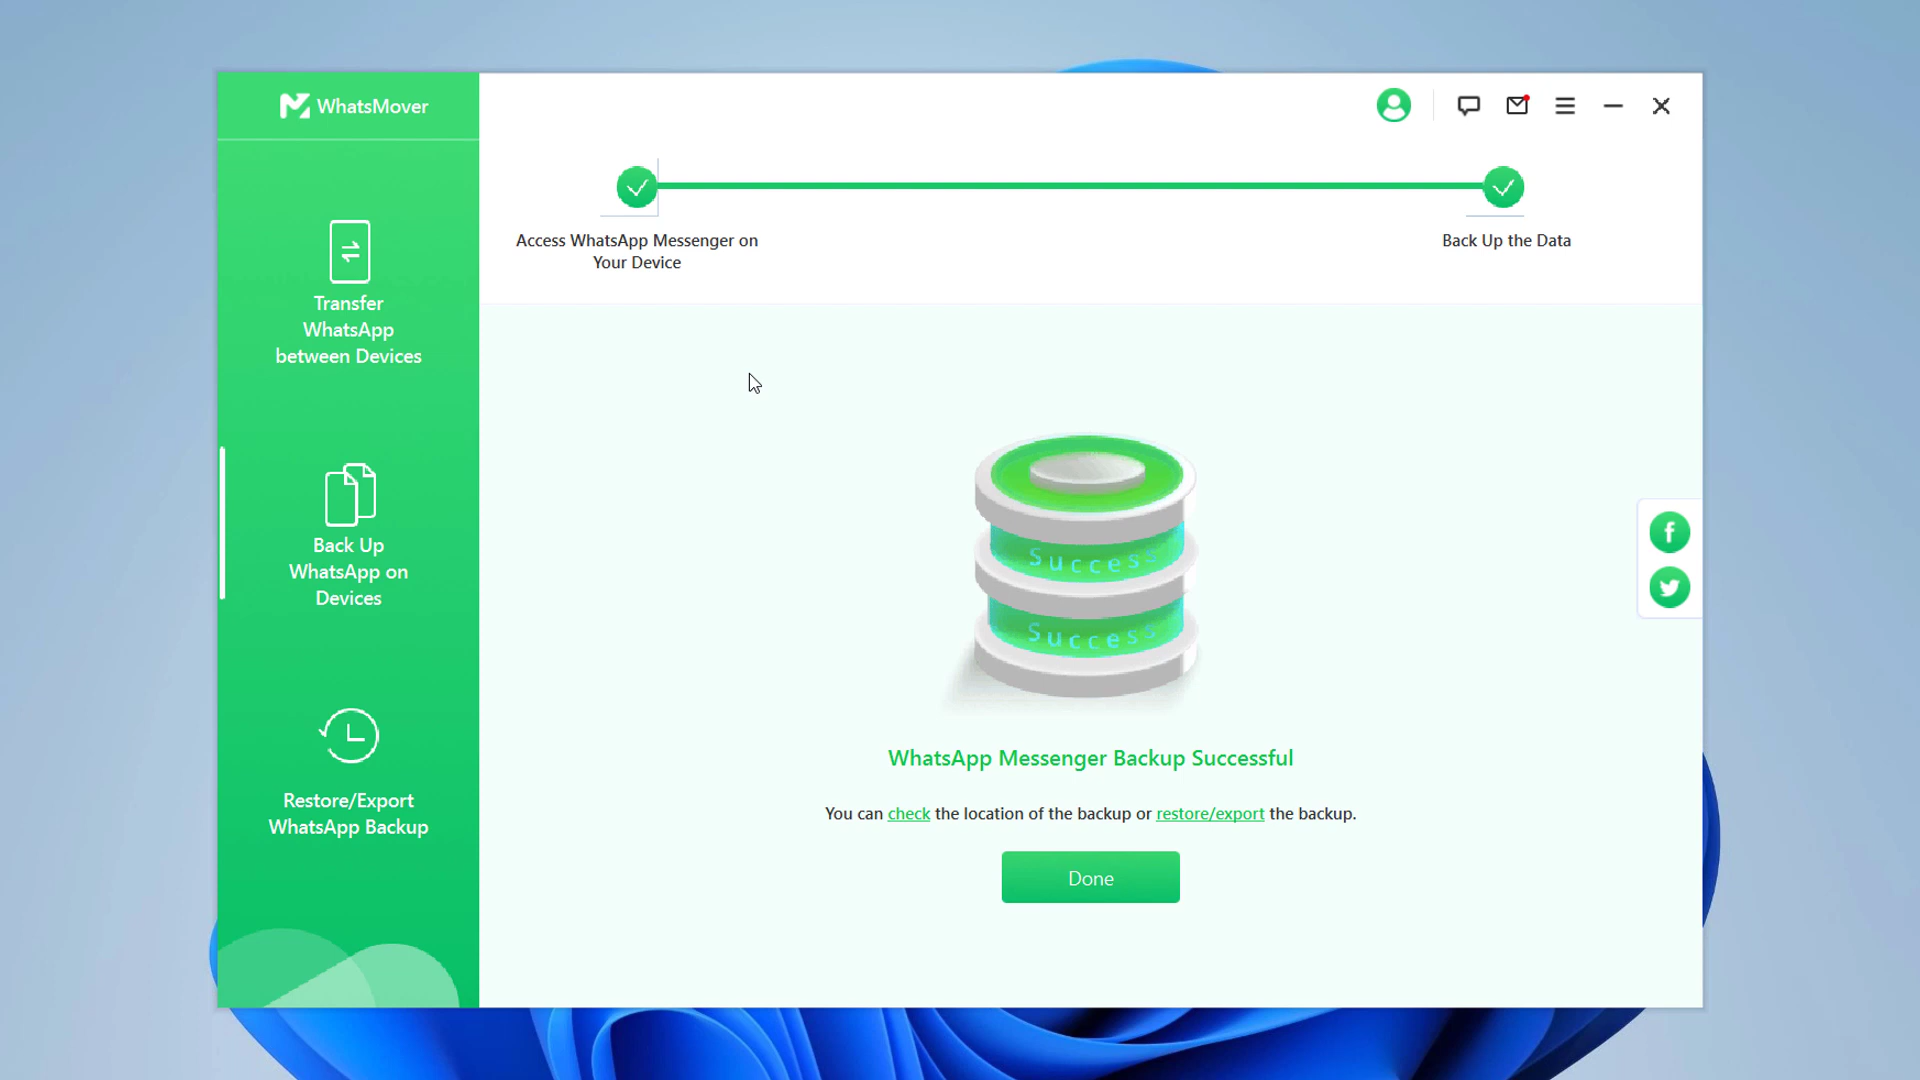 WhatsMover
Transfer
WhatsApp
between Devices
Back Up
WhatsApp on
Devices
Restore/Export
WhatsApp Backup
Access WhatsApp Messenger on
Your Device
Back Up the Data
Success
Success
WhatsApp Messenger Backup Successful
You can check the location of the backup or restore/export the backup.
Done